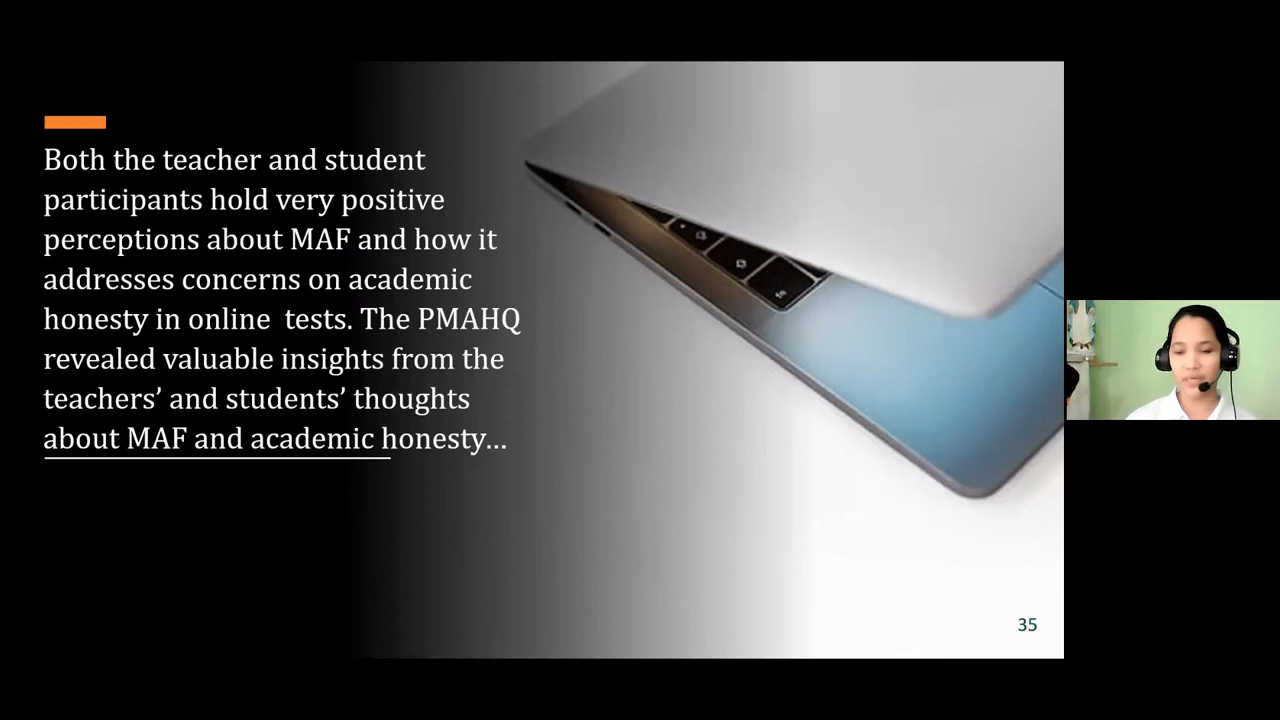 Both the teacher and student
participants hold very positive
perceptions about MAF and how it
addresses concerns on academic
honesty in online  tests. The PMAHQ
revealed valuable insights from the
teachers’ and students’ thoughts
about MAF and academic honesty…
35